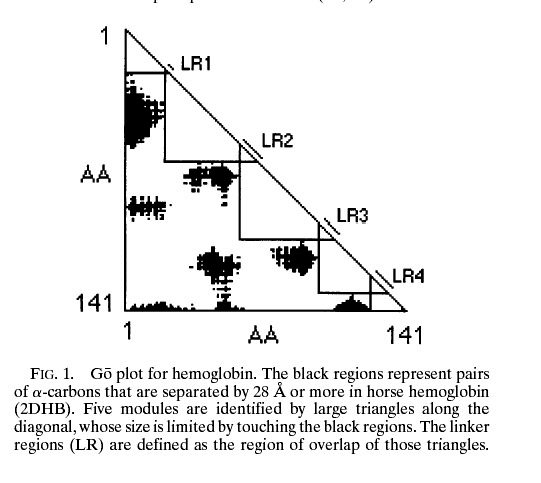 1
LR1
LR2
AA
LR3
LR4
141
1 AA 141
FIG. 1. Gō plot for hemoglobin. The black regions represent pairs
of α-carbons that are separated by 28 Å or more in horse hemoglobin
(2DHB). Five modules are identified by large triangles along the
diagonal, whose size is limited by touching the black regions. The linker
regions (LR) are defined as the region of overlap of those triangles.